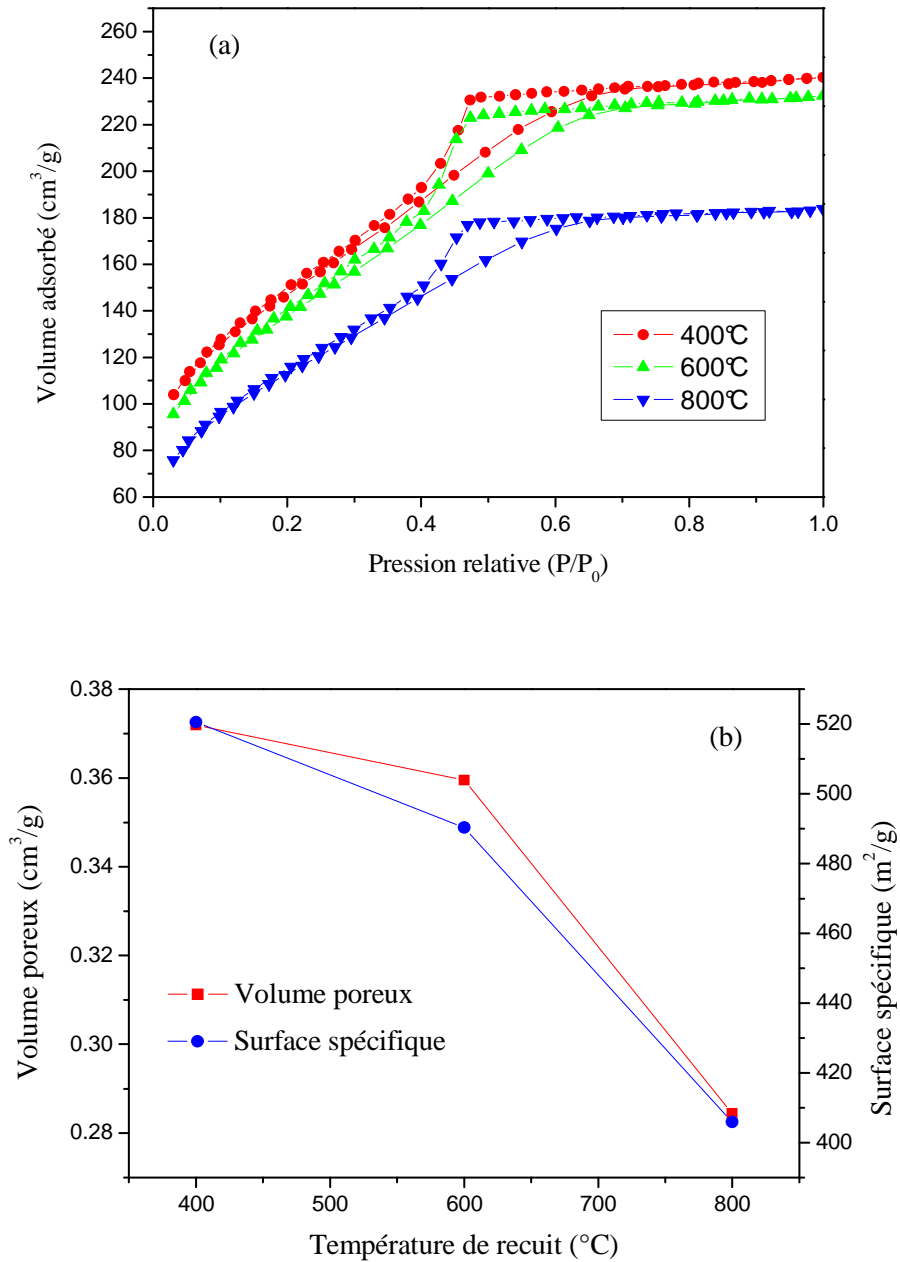 (a)
260
240
220
200
180
160
140
120
100
80
60
Volume adsorbé (cm³/g)
400°C
600°C
800°C
0.0 0.2 0.4 0.6 0.8 1.0
Pression relative (P/P₀)
(b)
0.38
0.36
0.34
0.32
0.30
0.28
Volume poreux (cm³/g)
Volume poreux
Surface spécifique
520
500
480
460
440
420
400
Surface spécifique (m²/g)
400 500 600 700 800
Température de recuit (°C)